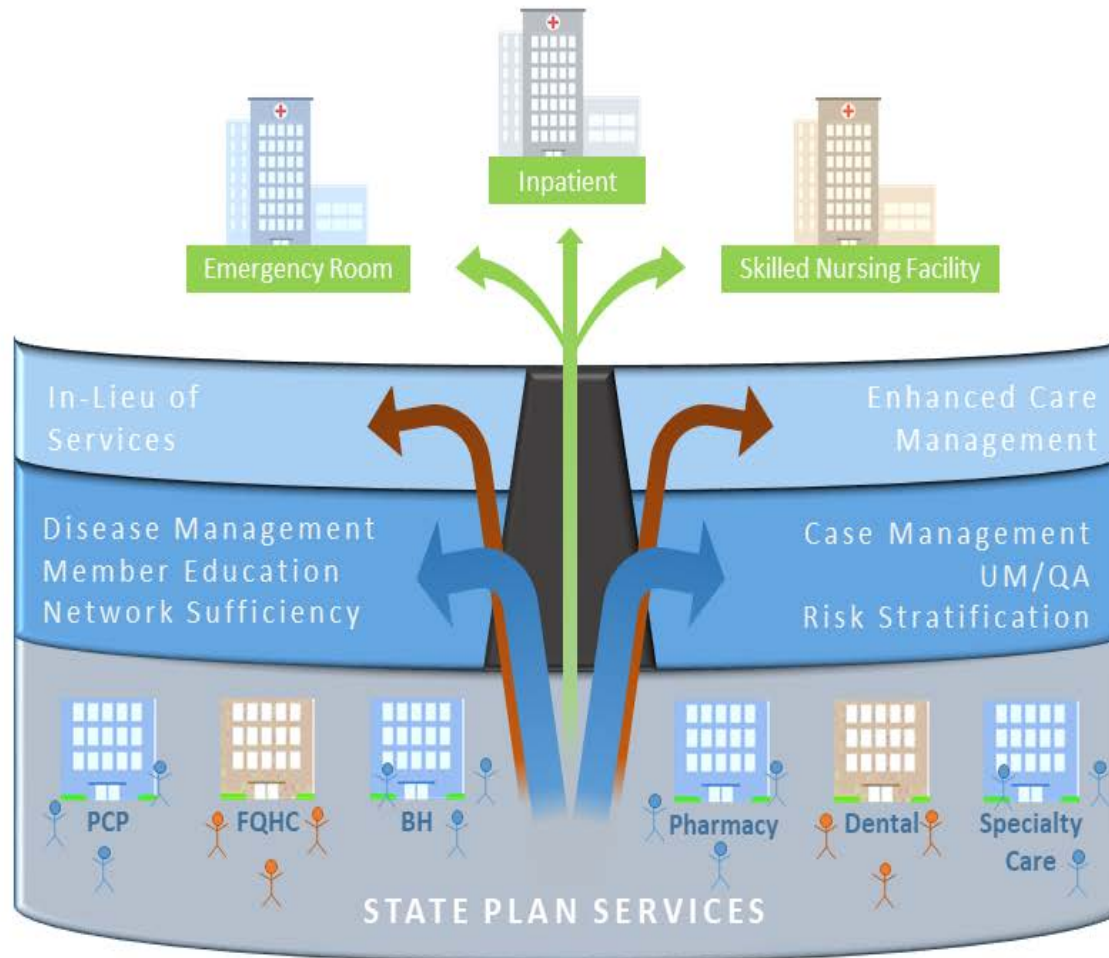 Inpatient
Emergency Room
Skilled Nursing Facility
In-Lieu of
Services
Enhanced Care
Management
Disease Management
Member Education
Network Sufficiency
Case Management
UM/QA
Risk Stratification
PCP
FQHC
BH
Pharmacy
Dental
Specialty
Care
STATE PLAN SERVICES